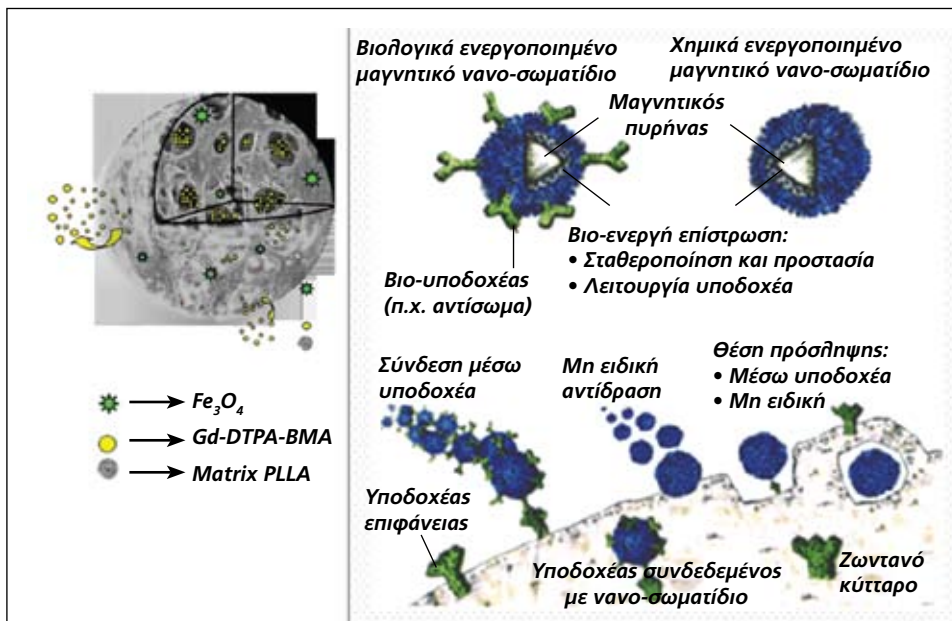 Βιολογικά ενεργοποιημένο
μαγνητικό νανο-σωματίδιο
Χημικά ενεργοποιημένο
μαγνητικό νανο-σωματίδιο
Μαγνητικός
πυρήνας
Βιο-υποδοχέας
(π.χ. αντίσωμα)
Βιο-ενεργή επίστρωση:
• Σταθεροποίηση και προστασία
• Λειτουργία υποδοχέα
Fe₃O₄
Gd-DTPA-BMA
Matrix PLLA
Σύνδεση μέσω
υποδοχέα
Μη ειδική
αντίδραση
Θέση πρόσληψης:
• Μέσω υποδοχέα
• Μη ειδική
Υποδοχέας
επιφάνειας
Υποδοχέας συνδεδεμένος
με νανο-σωματίδιο
Ζωντανό
κύτταρο